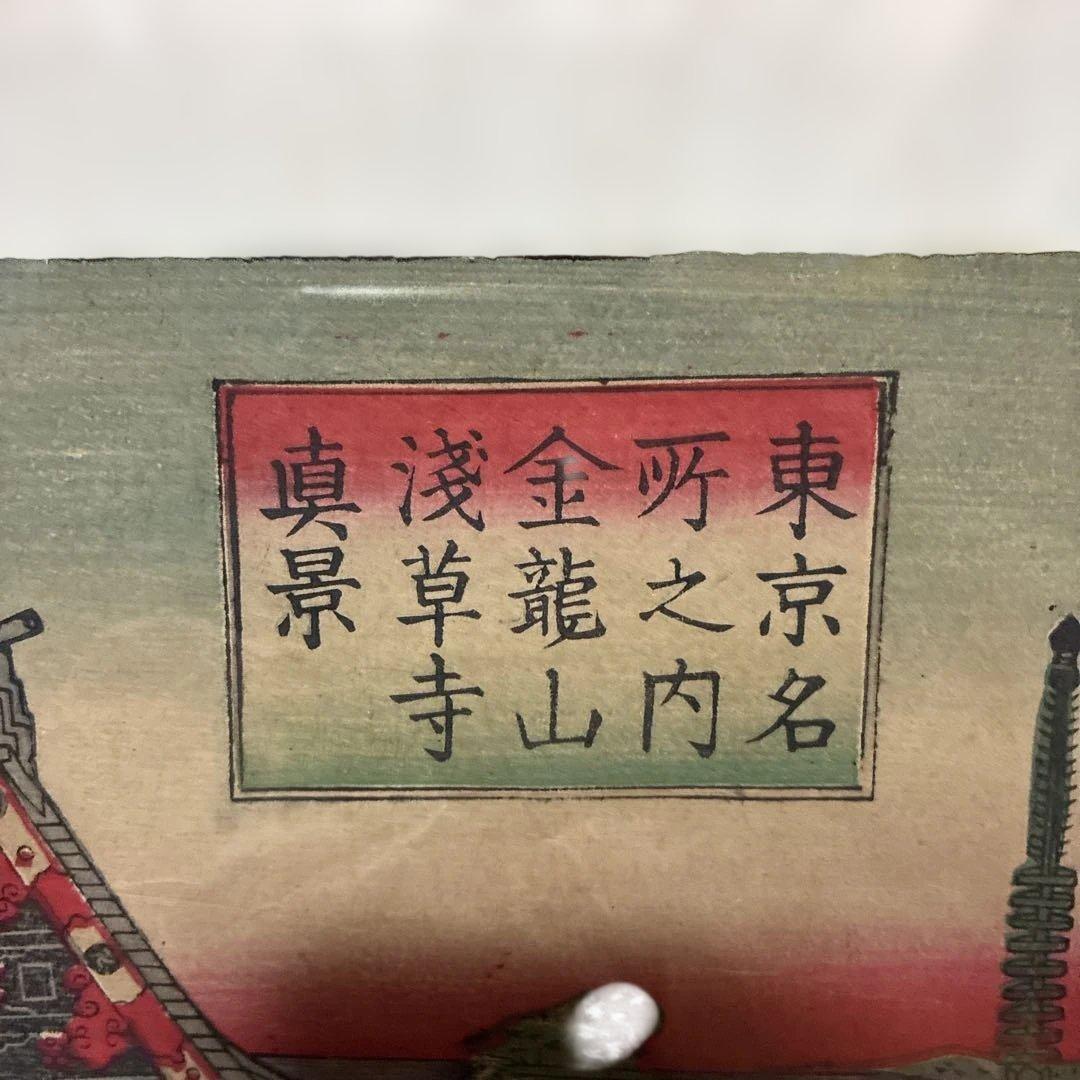 東京名
所之内
金龍山
淺草寺
眞景